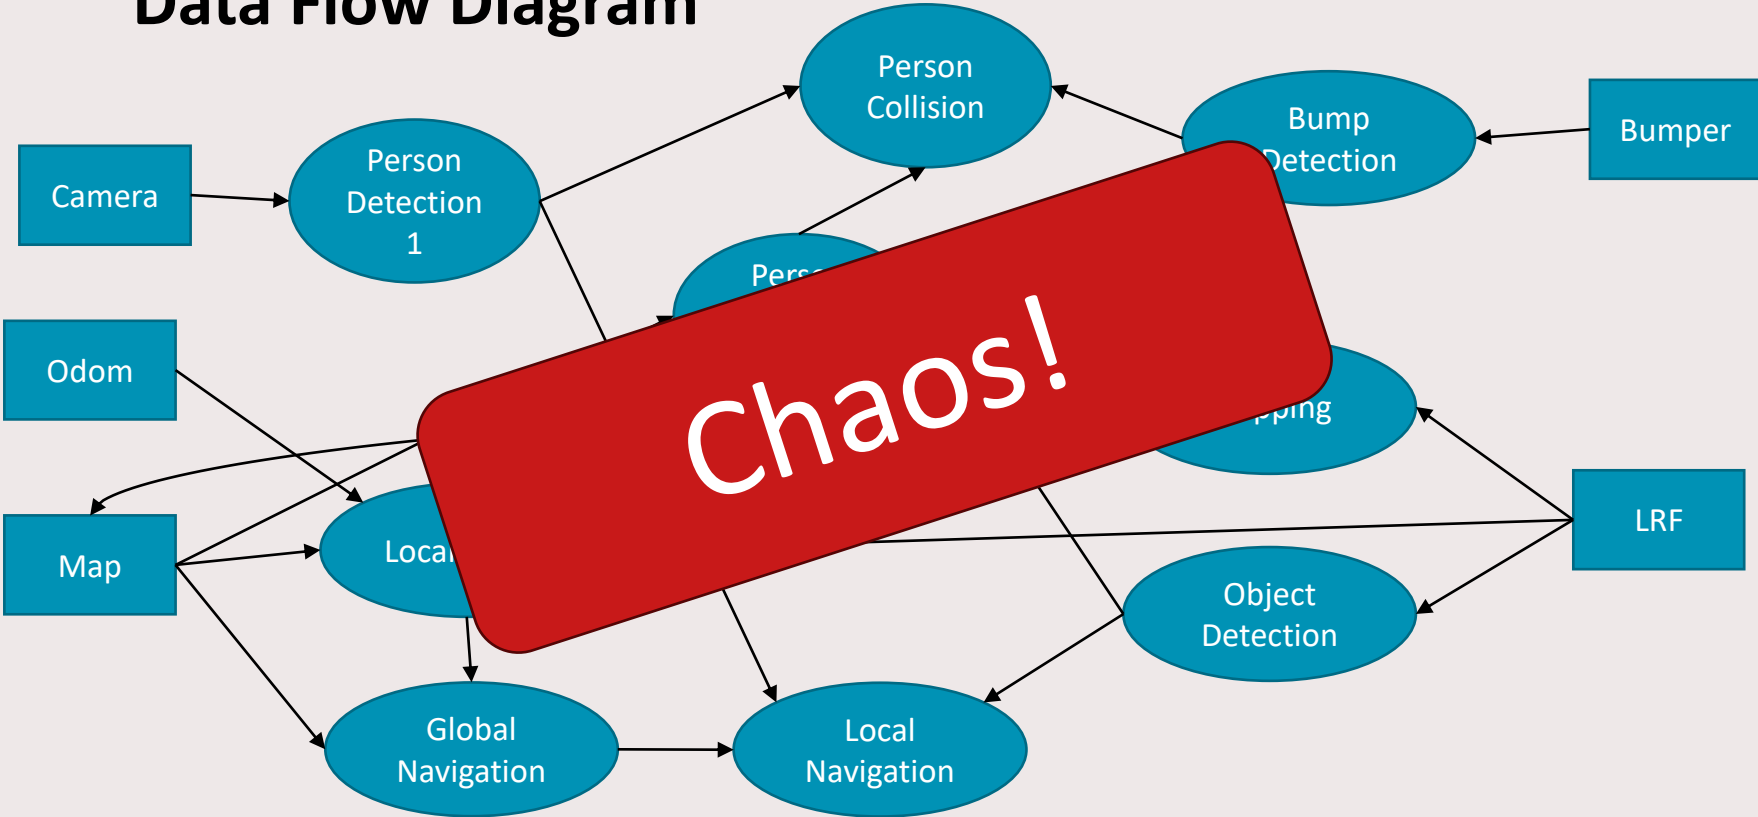 Data Flow Diagram
Person
Collision
Bump
Detection
Bumper
Camera
Person
Detection
1
Odom
Chaos!
Map
LRF
Object
Detection
Global
Navigation
Local
Navigation